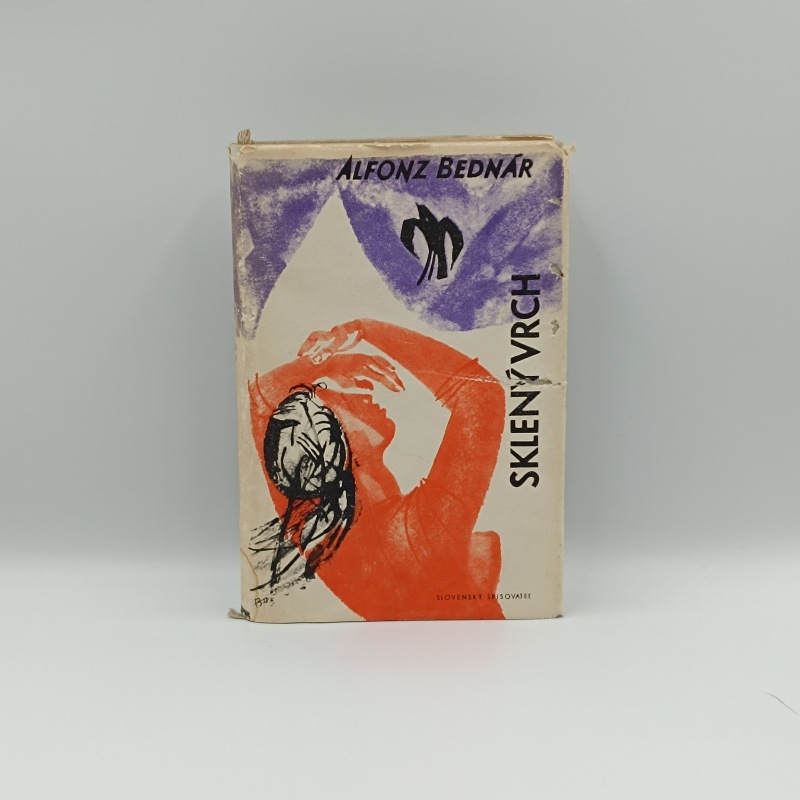 ALFONZ BEDNÁR
SKLENÝ VRCH
SLOVENSKÝ SPISOVATEĽ